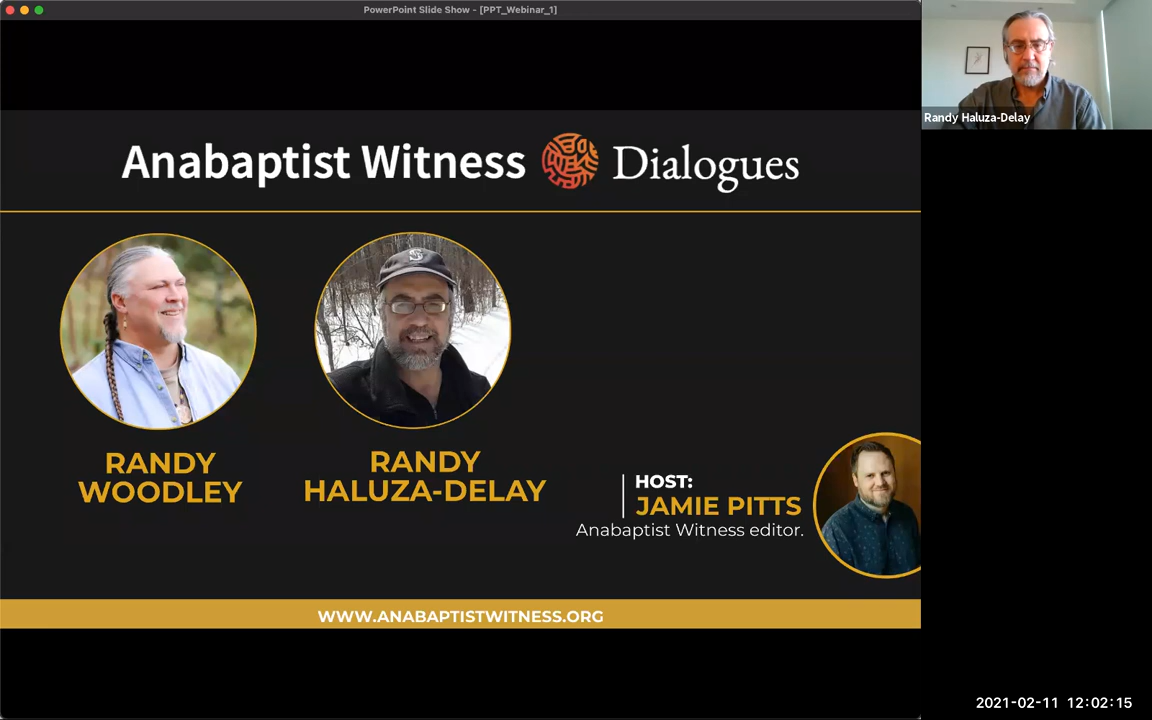 PowerPoint Slide Show - [PPT_Webinar_1]
Randy Haluza-Delay
Anabaptist Witness Dialogues
RANDY
WOODLEY
RANDY
HALUZA-DELAY
HOST:
JAMIE PITTS
Anabaptist Witness editor.
WWW.ANABAPTISTWITNESS.ORG
2021-02-11 12:02:15